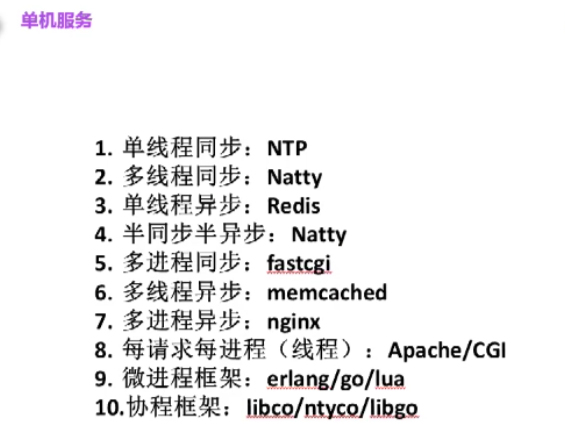 单机服务
1. 单线程同步：NTP
2. 多线程同步：Natty
3. 单线程异步：Redis
4. 半同步半异步：Natty
5. 多进程同步：fastcgi
6. 多线程异步：memcached
7. 多进程异步：nginx
8. 每请求每进程（线程）：Apache/CGI
9. 微进程框架：erlang/go/lua
10.协程框架：libco/ntyco/libgo